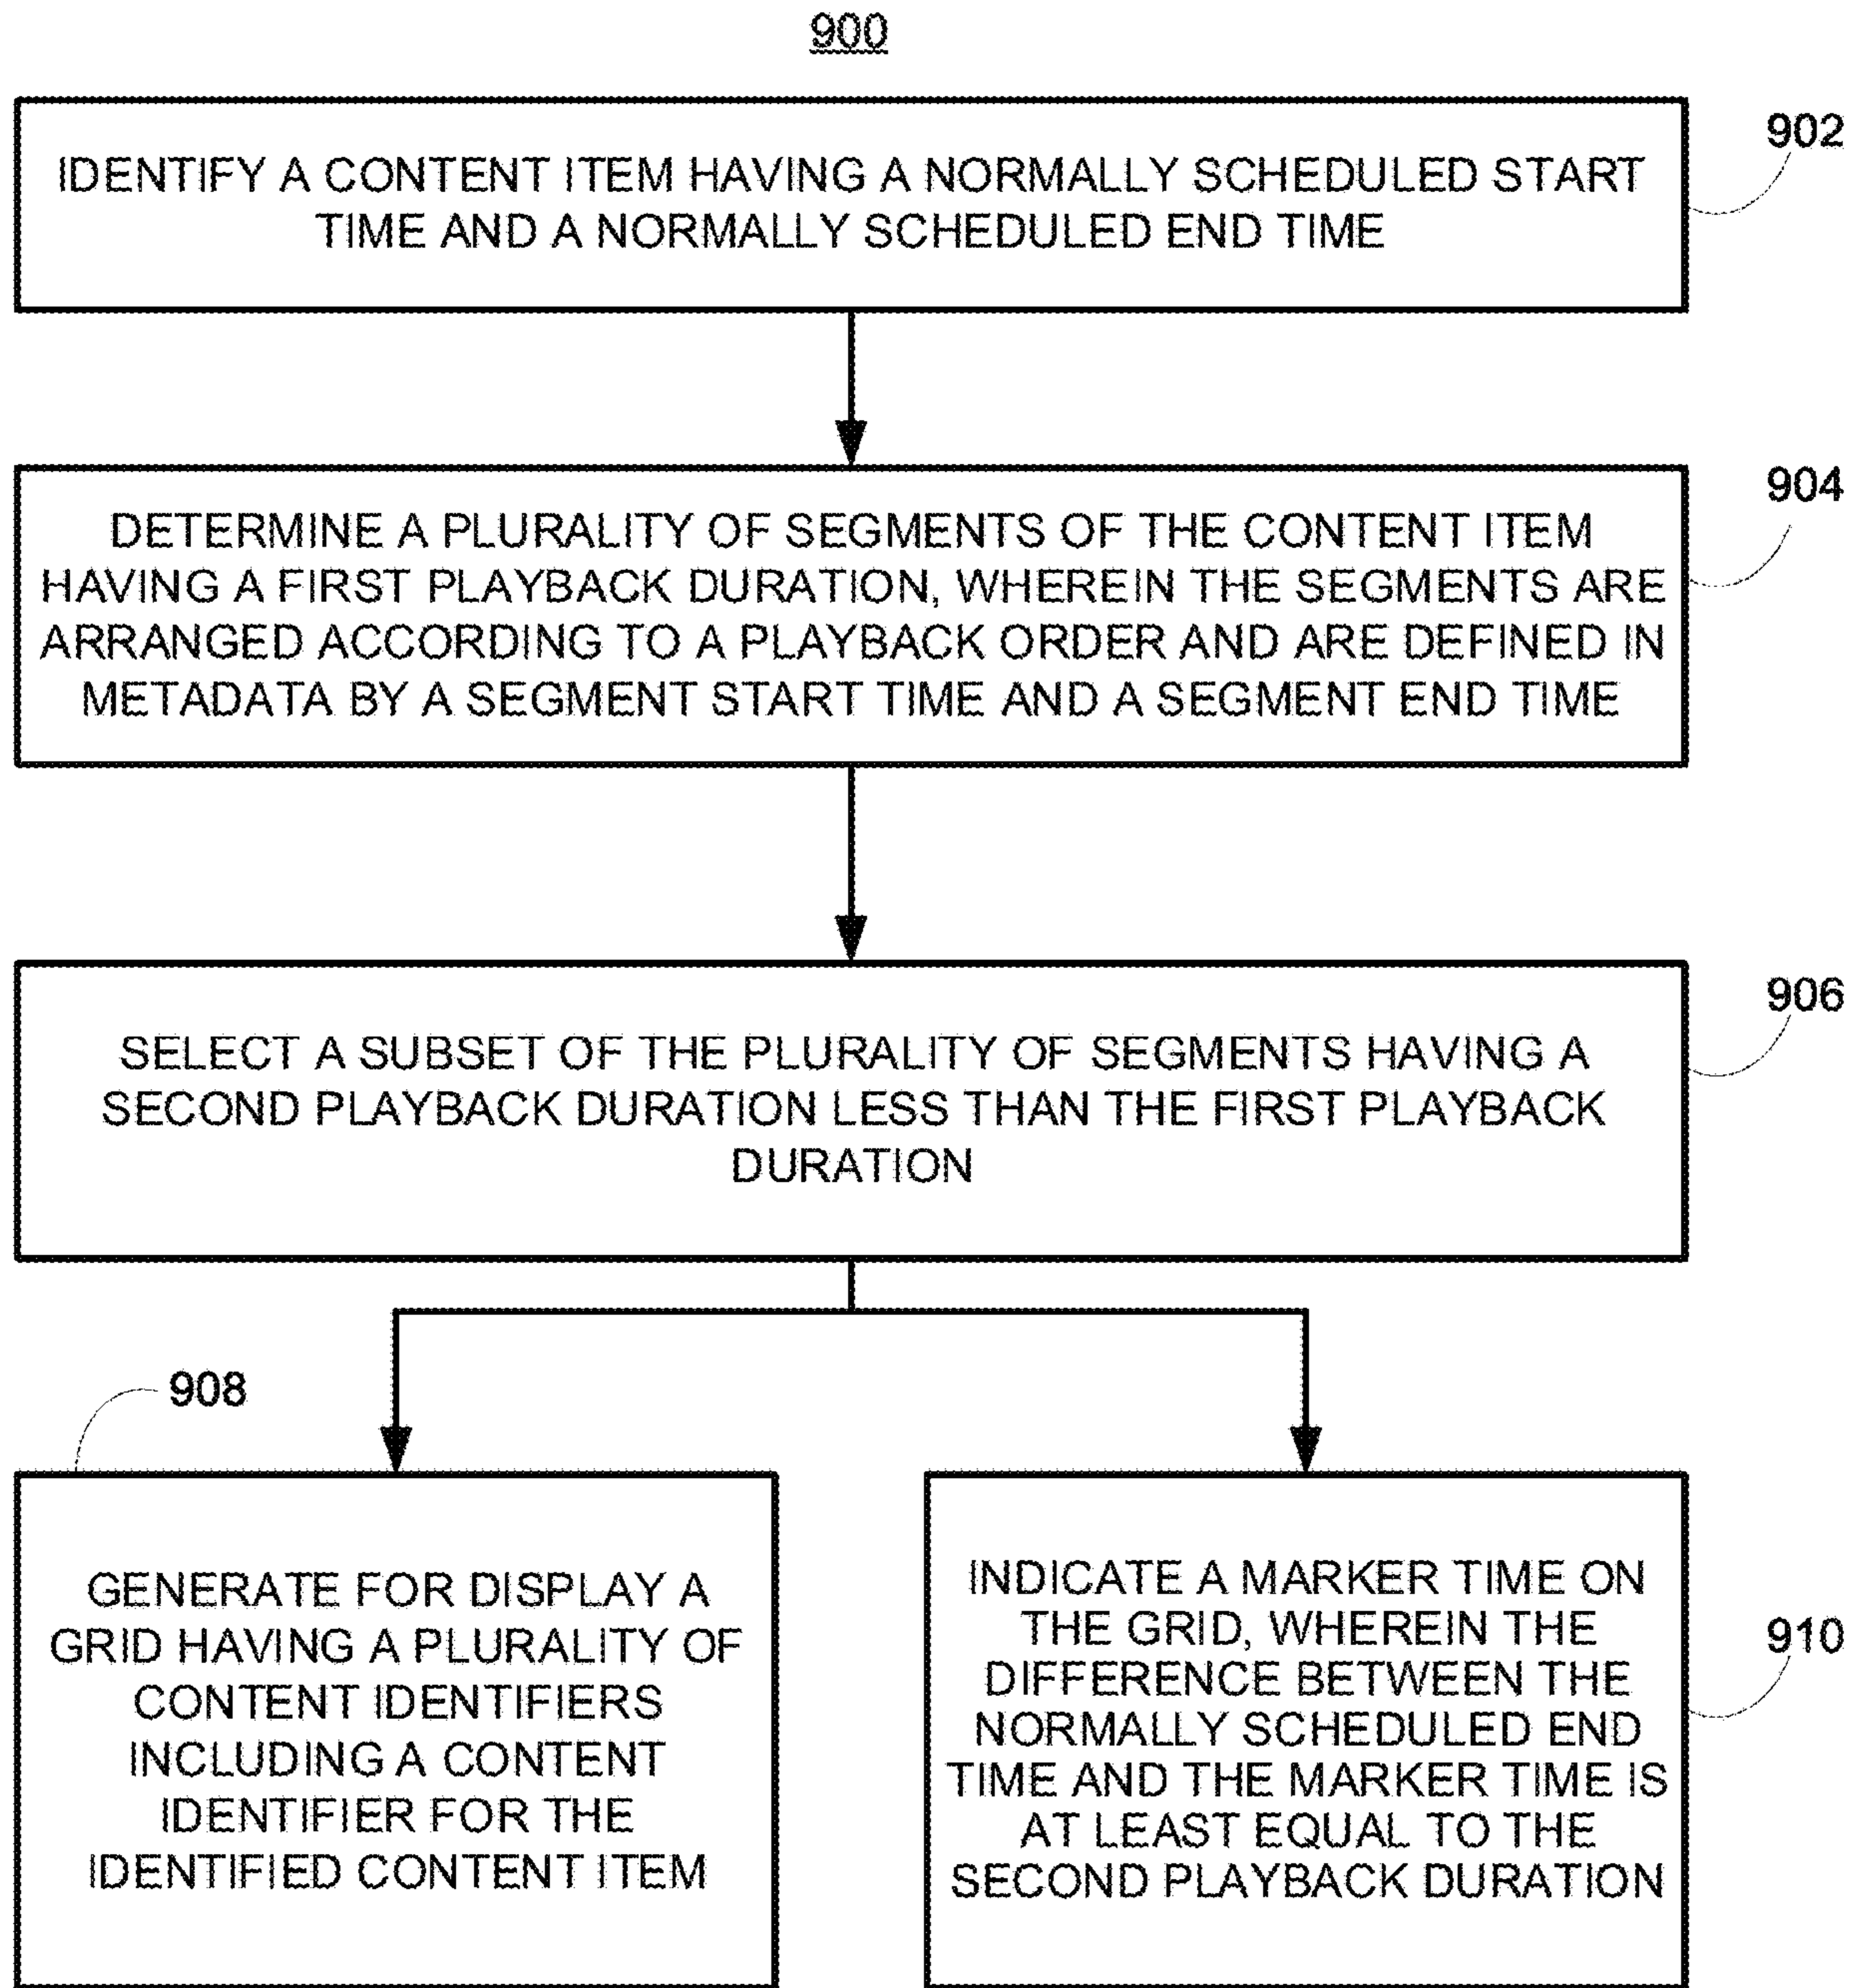 900
902
IDENTIFY A CONTENT ITEM HAVING A NORMALLY SCHEDULED START
TIME AND A NORMALLY SCHEDULED END TIME
904
DETERMINE A PLURALITY OF SEGMENTS OF THE CONTENT ITEM
HAVING A FIRST PLAYBACK DURATION, WHEREIN THE SEGMENTS ARE
ARRANGED ACCORDING TO A PLAYBACK ORDER AND ARE DEFINED IN
METADATA BY A SEGMENT START TIME AND A SEGMENT END TIME
906
SELECT A SUBSET OF THE PLURALITY OF SEGMENTS HAVING A
SECOND PLAYBACK DURATION LESS THAN THE FIRST PLAYBACK
DURATION
908
GENERATE FOR DISPLAY A
GRID HAVING A PLURALITY OF
CONTENT IDENTIFIERS
INCLUDING A CONTENT
IDENTIFIER FOR THE
IDENTIFIED CONTENT ITEM
910
INDICATE A MARKER TIME ON
THE GRID, WHEREIN THE
DIFFERENCE BETWEEN THE
NORMALLY SCHEDULED END
TIME AND THE MARKER TIME IS
AT LEAST EQUAL TO THE
SECOND PLAYBACK DURATION